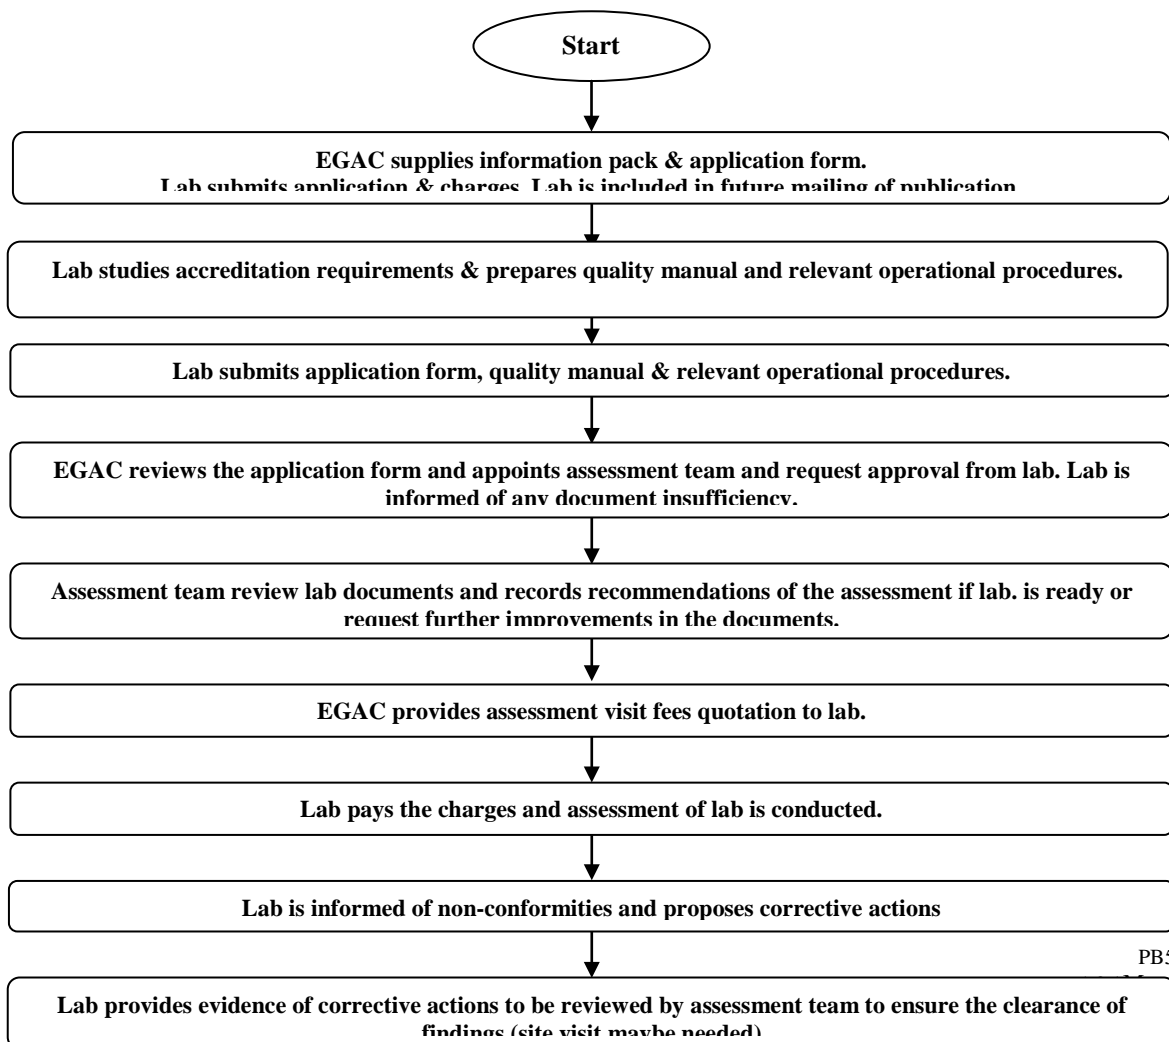 Start
EGAC supplies information pack & application form.
Lab submits application & charges. Lab is included in future mailing of publication
Lab studies accreditation requirements & prepares quality manual and relevant operational procedures.
Lab submits application form, quality manual & relevant operational procedures.
EGAC reviews the application form and appoints assessment team and request approval from lab. Lab is
informed of any document insufficiency.
Assessment team review lab documents and records recommendations of the assessment if lab. is ready or
request further improvements in the documents.
EGAC provides assessment visit fees quotation to lab.
Lab pays the charges and assessment of lab is conducted.
Lab is informed of non-conformities and proposes corrective actions
PB5
Lab provides evidence of corrective actions to be reviewed by assessment team to ensure the clearance of
findings (site visit maybe needed)